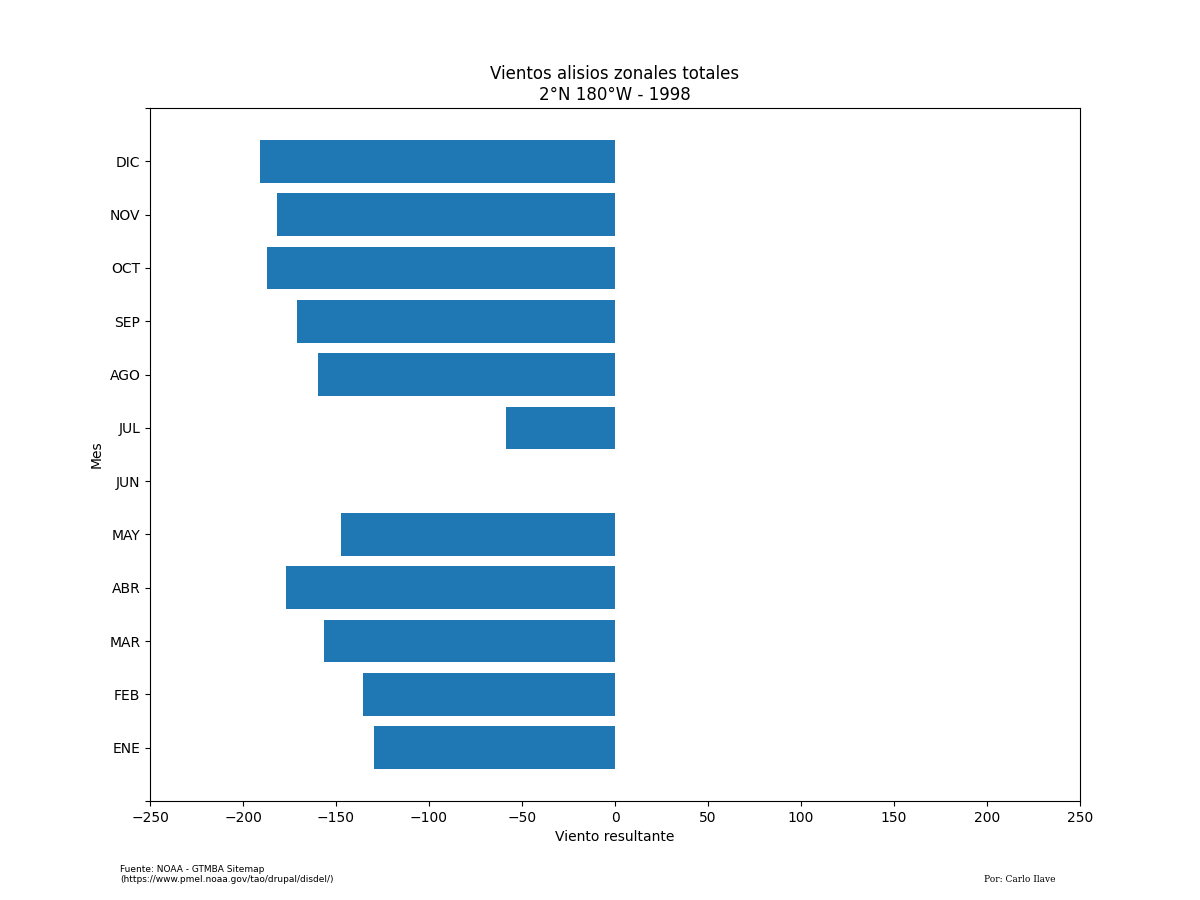 Vientos alisios zonales totales
2°N 180°W - 1998
DIC
NOV
OCT
SEP
AGO
JUL
JUN
MAY
ABR
MAR
FEB
ENE
Mes
−250 −200 −150 −100 −50 0 50 100 150 200 250
Viento resultante
Fuente: NOAA - GTMBA Sitemap
(https://www.pmel.noaa.gov/tao/drupal/disdel/)
Por: Carlo Ilave